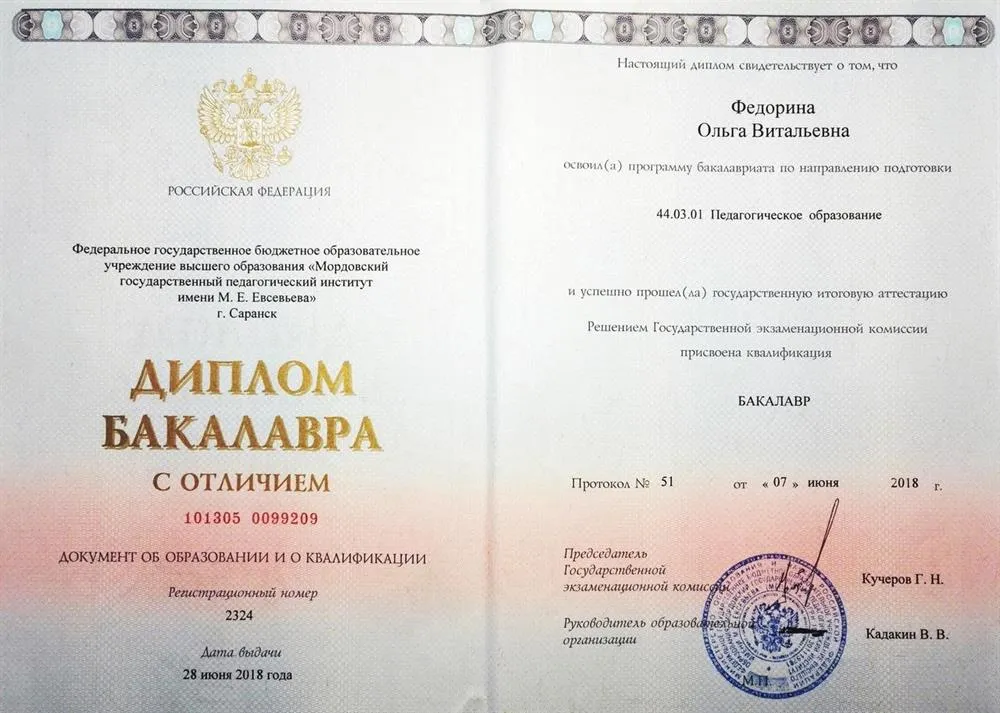 РОССИЙСКАЯ ФЕДЕРАЦИЯ
Федеральное государственное бюджетное образовательное
учреждение высшего образования «Мордовский
государственный педагогический институт
имени М. Е. Евсевьева»
г. Саранск
ДИПЛОМ
БАКАЛАВРА
С ОТЛИЧИЕМ
101305 0099209
ДОКУМЕНТ ОБ ОБРАЗОВАНИИ И О КВАЛИФИКАЦИИ
Регистрационный номер
2324
Дата выдачи
28 июня 2018 года
Настоящий диплом свидетельствует о том, что
Федорина
Ольга Витальевна
освоил(а) программу бакалавриата по направлению подготовки
44.03.01 Педагогическое образование
и успешно прошел(ла) государственную итоговую аттестацию
Решением Государственной экзаменационной комиссии
присвоена квалификация
БАКАЛАВР
Протокол № 51 от « 07 » июня 2018 г.
Председатель
Государственной
экзаменационной комиссии
Кучеров Г. Н.
Руководитель образовательной
организации
Кадакин В. В.
М.П.